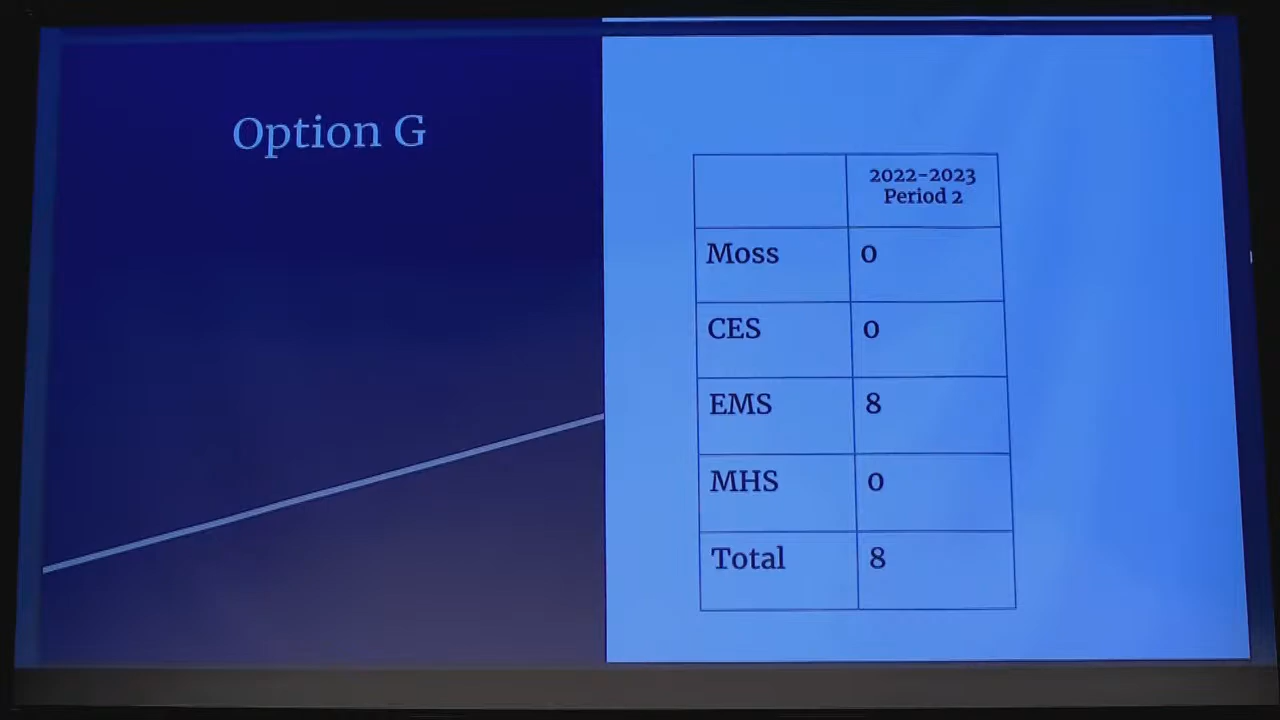 Option G
2022-2023
Period 2
Moss 0
CES 0
EMS 8
MHS 0
Total 8